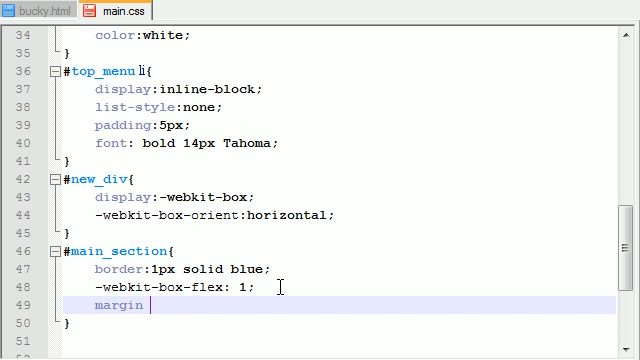 bucky.html main.css
34 color:white;
35 }
36 #top_menu li{
37 display:inline-block;
38 list-style:none;
39 padding:5px;
40 font: bold 14px Tahoma;
41 }
42 #new_div{
43 display:-webkit-box;
44 -webkit-box-orient:horizontal;
45 }
46 #main_section{
47 border:1px solid blue;
48 -webkit-box-flex: 1;
49 margin
50 }
51